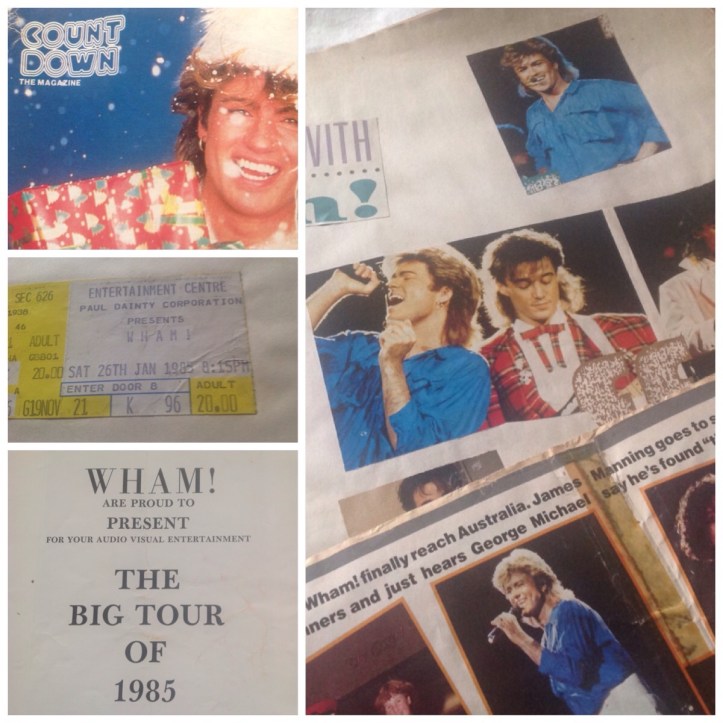 COUNT
DOWN
THE MAGAZINE
SEC 626
ENTERTAINMENT CENTRE
PAUL DAINTY CORPORATION
PRESENTS
WHAM!
ADULT
20.00 SAT 26TH JAN 1985 8:15PM
ENTER DOOR 8 ADULT
G19NOV 21 K 96 20.00
WHAM!
ARE PROUD TO
PRESENT
FOR YOUR AUDIO VISUAL ENTERTAINMENT
THE
BIG TOUR
OF
1985
WITH
!
Wham! finally reach Australia. James Manning goes to
and just hears George Michael say he's found